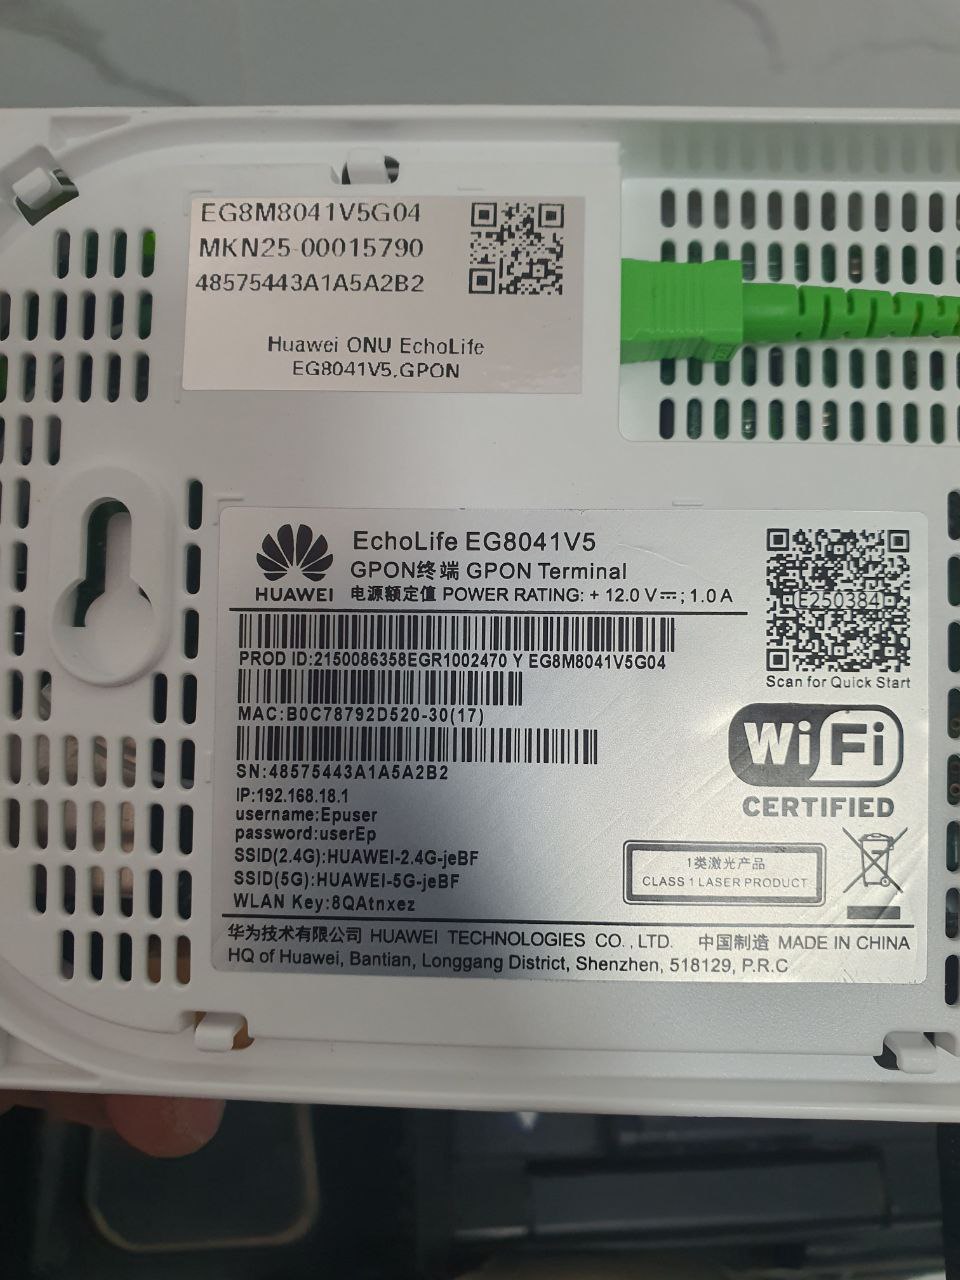 EG8M8041V5G04
MKN25-00015790
48575443A1A5A2B2
Huawei ONU EchoLife
EG8041V5,GPON
HUAWEI
EchoLife EG8041V5
GPON终端 GPON Terminal
电源额定值 POWER RATING: + 12.0 V⎓; 1.0 A
PROD ID:2150086358EGR1002470 Y EG8M8041V5G04
MAC:B0C78792D520-30(17)
SN:48575443A1A5A2B2
IP:192.168.18.1
username:Epuser
password:userEp
SSID(2.4G):HUAWEI-2.4G-jeBF
SSID(5G):HUAWEI-5G-jeBF
WLAN Key:8QAtnxez
E250384
Scan for Quick Start
WiFi
CERTIFIED
1类激光产品
CLASS 1 LASER PRODUCT
华为技术有限公司 HUAWEI TECHNOLOGIES CO., LTD. 中国制造 MADE IN CHINA
HQ of Huawei, Bantian, Longgang District, Shenzhen, 518129, P.R.C